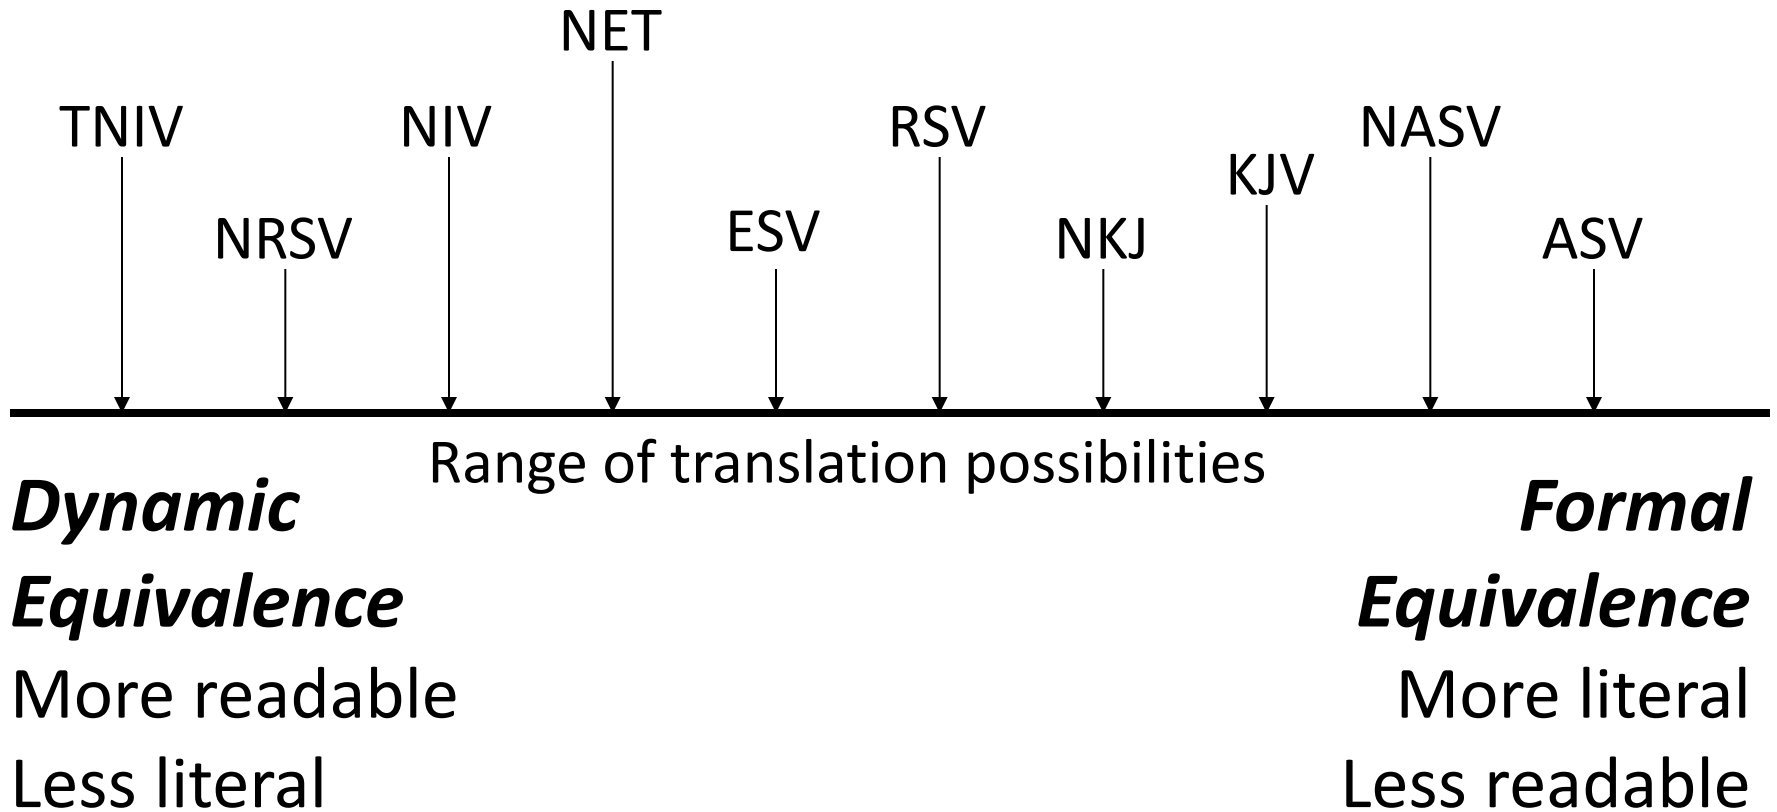 NET
TNIV NIV RSV NASV
KJV
NRSV ESV NKJ ASV
Range of translation possibilities
Dynamic Formal
Equivalence Equivalence
More readable More literal
Less literal Less readable